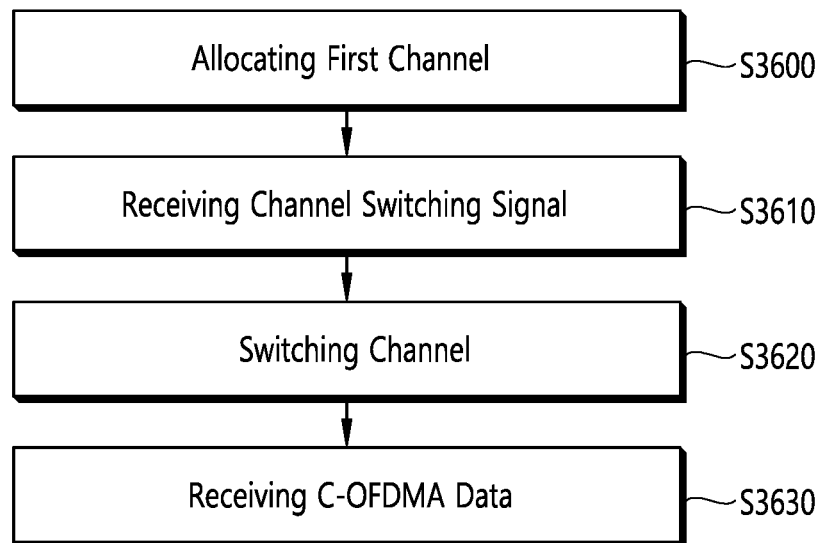 Allocating First Channel
S3600
Receiving Channel Switching Signal
S3610
Switching Channel
S3620
Receiving C-OFDMA Data
S3630